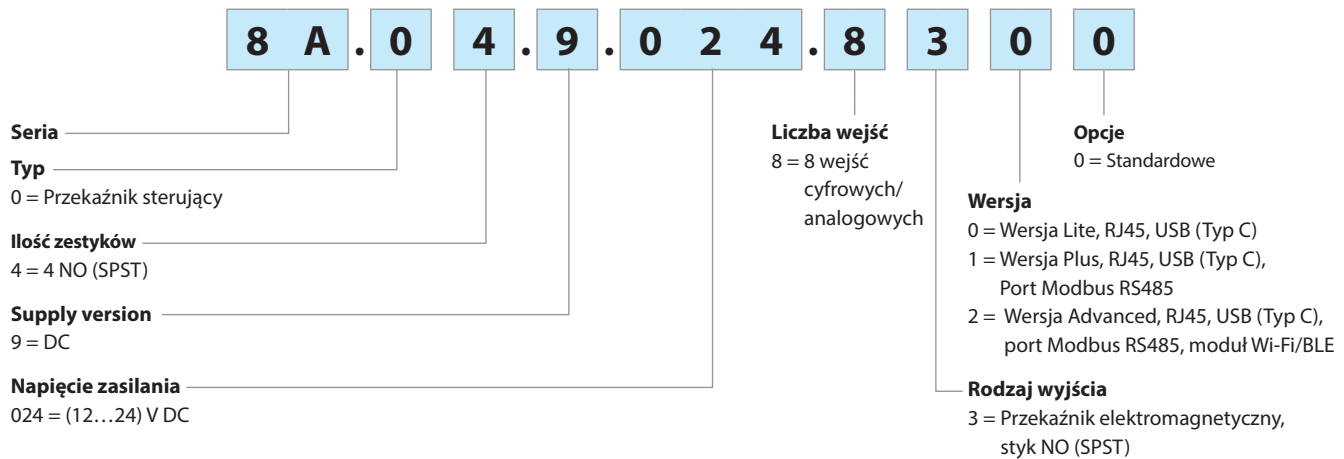 8 A . 0 4 . 9 . 0 2 4 . 8 3 0 0
Seria
Typ
0 = Przekaźnik sterujący
Ilość zestyków
4 = 4 NO (SPST)
Supply version
9 = DC
Napięcie zasilania
024 = (12…24) V DC
Liczba wejść
8 = 8 wejść
cyfrowych/
analogowych
Opcje
0 = Standardowe
Wersja
0 = Wersja Lite, RJ45, USB (Typ C)
1 = Wersja Plus, RJ45, USB (Typ C),
Port Modbus RS485
2 = Wersja Advanced, RJ45, USB (Typ C),
port Modbus RS485, moduł Wi-Fi/BLE
Rodzaj wyjścia
3 = Przekaźnik elektromagnetyczny,
styk NO (SPST)